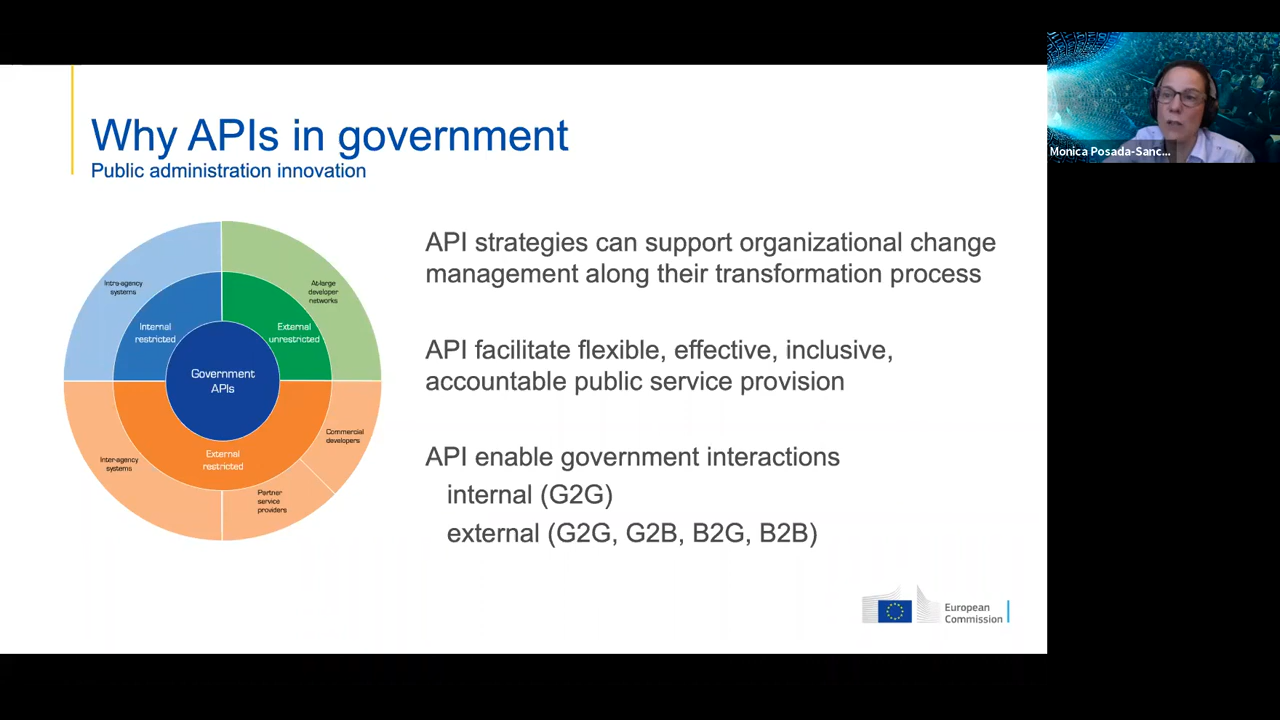 Why APIs in government
Public administration innovation
Intra-agency
systems
At-large
developer
networks
Internal
restricted
External
unrestricted
Government
APIs
Inter-agency
systems
External
restricted
Commercial
developers
Partner
service
providers
API strategies can support organizational change
management along their transformation process
API facilitate flexible, effective, inclusive,
accountable public service provision
API enable government interactions
internal (G2G)
external (G2G, G2B, B2G, B2B)
European
Commission
Monica Posada-Sanc...